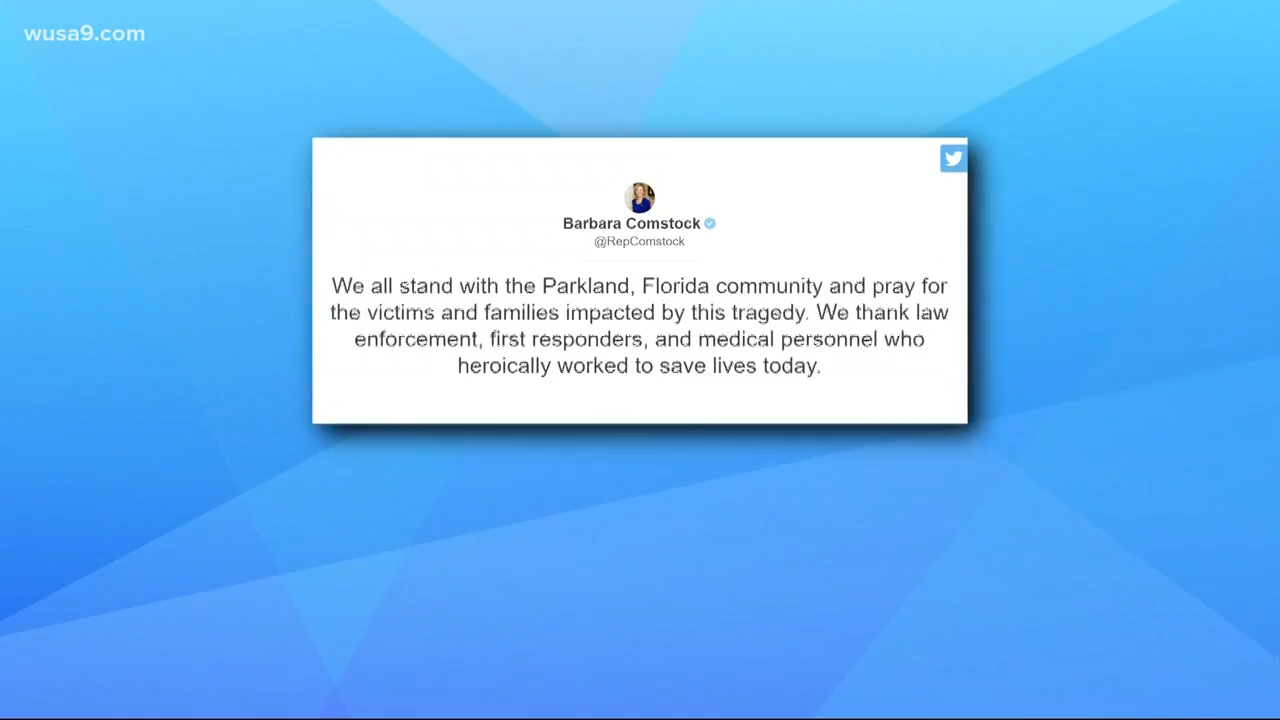 wusa9.com
Barbara Comstock
@RepComstock
We all stand with the Parkland, Florida community and pray for
the victims and families impacted by this tragedy. We thank law
enforcement, first responders, and medical personnel who
heroically worked to save lives today.